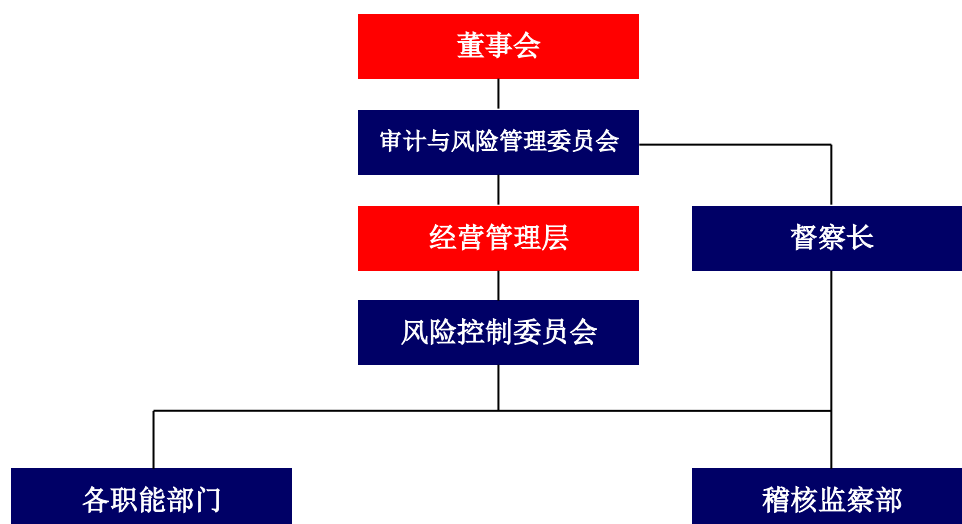 董事会
审计与风险管理委员会
经营管理层
督察长
风险控制委员会
各职能部门
稽核监察部